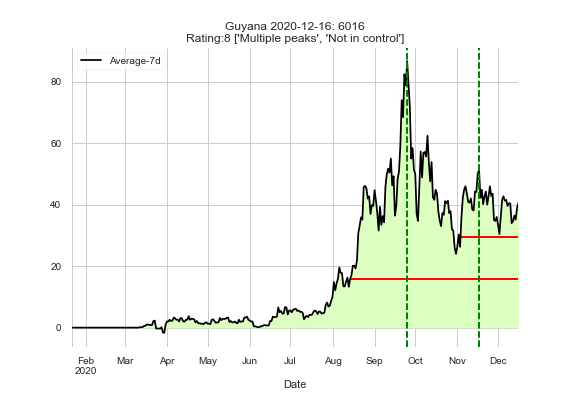 Guyana 2020-12-16: 6016
Rating:8 ['Multiple peaks', 'Not in control']
Average-7d
80
60
40
20
0
Feb Mar Apr May Jun Jul Aug Sep Oct Nov Dec
2020
Date